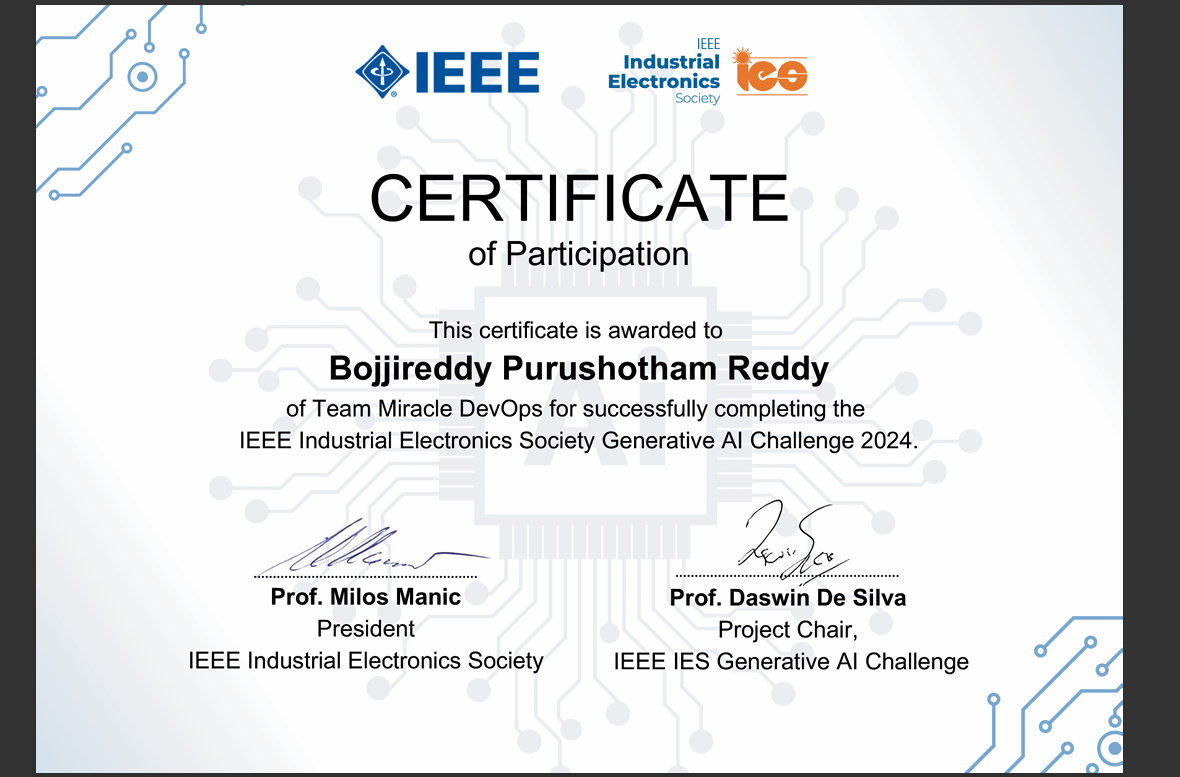 IEEE
IEEE
Industrial
Electronics
Society
ies
CERTIFICATE
of Participation
This certificate is awarded to
Bojjireddy Purushotham Reddy
of Team Miracle DevOps for successfully completing the
IEEE Industrial Electronics Society Generative AI Challenge 2024.
AI
Prof. Milos Manic
President
IEEE Industrial Electronics Society
Prof. Daswin De Silva
Project Chair,
IEEE IES Generative AI Challenge